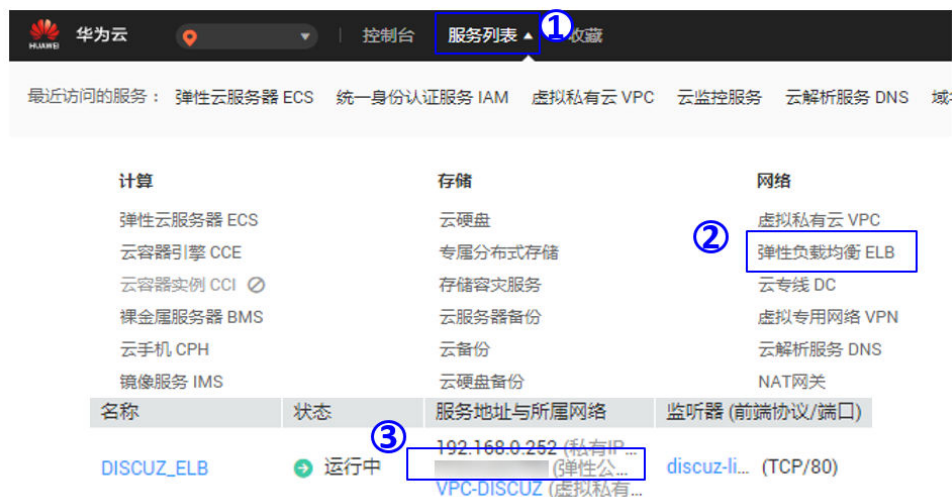 HUAWEI 华为云 控制台 服务列表 ① 收藏
最近访问的服务： 弹性云服务器 ECS 统一身份认证服务 IAM 虚拟私有云 VPC 云监控服务 云解析服务 DNS
计算 存储 网络
弹性云服务器 ECS 云硬盘 虚拟私有云 VPC
云容器引擎 CCE 专属分布式存储 ② 弹性负载均衡 ELB
云容器实例 CCI 存储容灾服务 云专线 DC
裸金属服务器 BMS 云服务器备份 虚拟专用网络 VPN
云手机 CPH 云备份 云解析服务 DNS
镜像服务 IMS 云硬盘备份 NAT网关
名称 状态 服务地址与所属网络 监听器 (前端协议/端口)
③ 192.168.0.252 (私有IP...
DISCUZ_ELB 运行中 (弹性公... discuz-li... (TCP/80)
VPC-DISCUZ (虚拟私有...